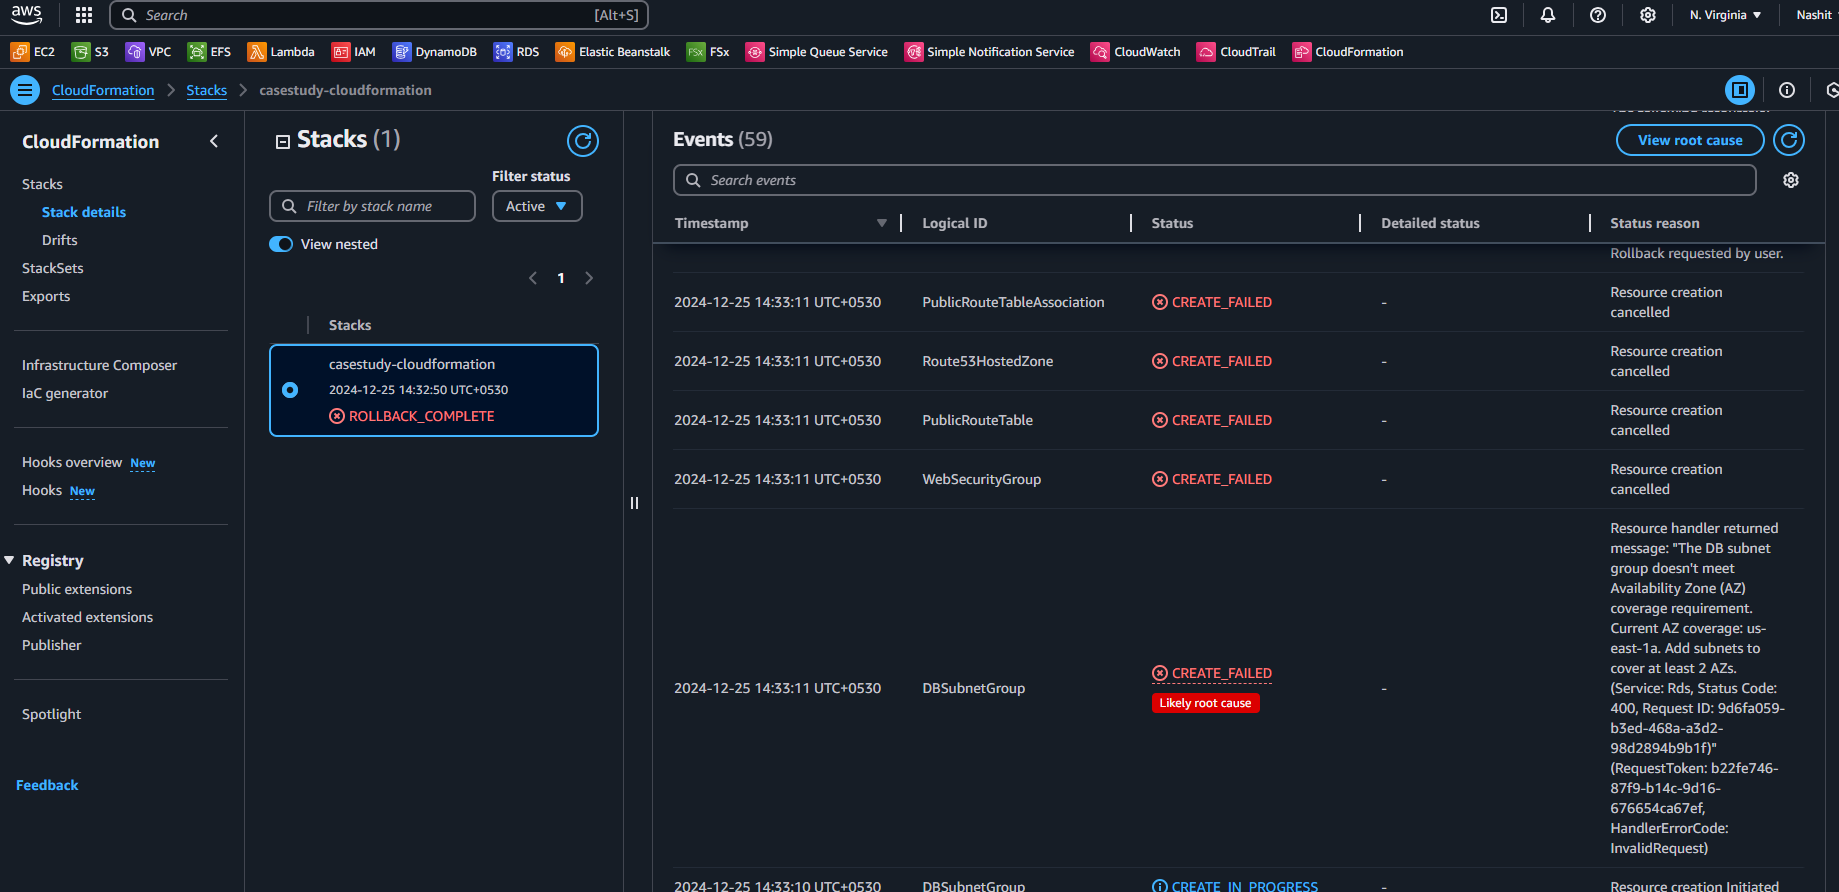 aws
Search
[Alt+S]
N. Virginia
Nashit
EC2
S3
VPC
EFS
Lambda
IAM
DynamoDB
RDS
Elastic Beanstalk
FSx
FSx
Simple Queue Service
Simple Notification Service
CloudWatch
CloudTrail
CloudFormation
CloudFormation
Stacks
casestudy-cloudformation
CloudFormation
Stacks
Stack details
Drifts
StackSets
Exports
Infrastructure Composer
IaC generator
Hooks overview New
Hooks New
Registry
Public extensions
Activated extensions
Publisher
Spotlight
Feedback
Stacks (1)
Filter status
Filter by stack name
Active
View nested
1
Stacks
casestudy-cloudformation
2024-12-25 14:32:50 UTC+0530
ROLLBACK_COMPLETE
Events (59)
View root cause
Search events
Timestamp
Logical ID
Status
Detailed status
Status reason
Rollback requested by user.
2024-12-25 14:33:11 UTC+0530
PublicRouteTableAssociation
CREATE_FAILED
-
Resource creation
cancelled
2024-12-25 14:33:11 UTC+0530
Route53HostedZone
CREATE_FAILED
-
Resource creation
cancelled
2024-12-25 14:33:11 UTC+0530
PublicRouteTable
CREATE_FAILED
-
Resource creation
cancelled
2024-12-25 14:33:11 UTC+0530
WebSecurityGroup
CREATE_FAILED
-
Resource creation
cancelled
2024-12-25 14:33:11 UTC+0530
DBSubnetGroup
CREATE_FAILED
Likely root cause
-
Resource handler returned
message: "The DB subnet
group doesn't meet
Availability Zone (AZ)
coverage requirement.
Current AZ coverage: us-
east-1a. Add subnets to
cover at least 2 AZs.
(Service: Rds, Status Code:
400, Request ID: 9d6fa059-
b3ed-468a-a3d2-
98d2894b9b1f)"
(RequestToken: b22fe746-
87f9-b14c-9d16-
676654ca67ef,
HandlerErrorCode:
InvalidRequest)
2024-12-25 14:33:10 UTC+0530
DBSubnetGroup
CREATE_IN_PROGRESS
-
Resource creation Initiated